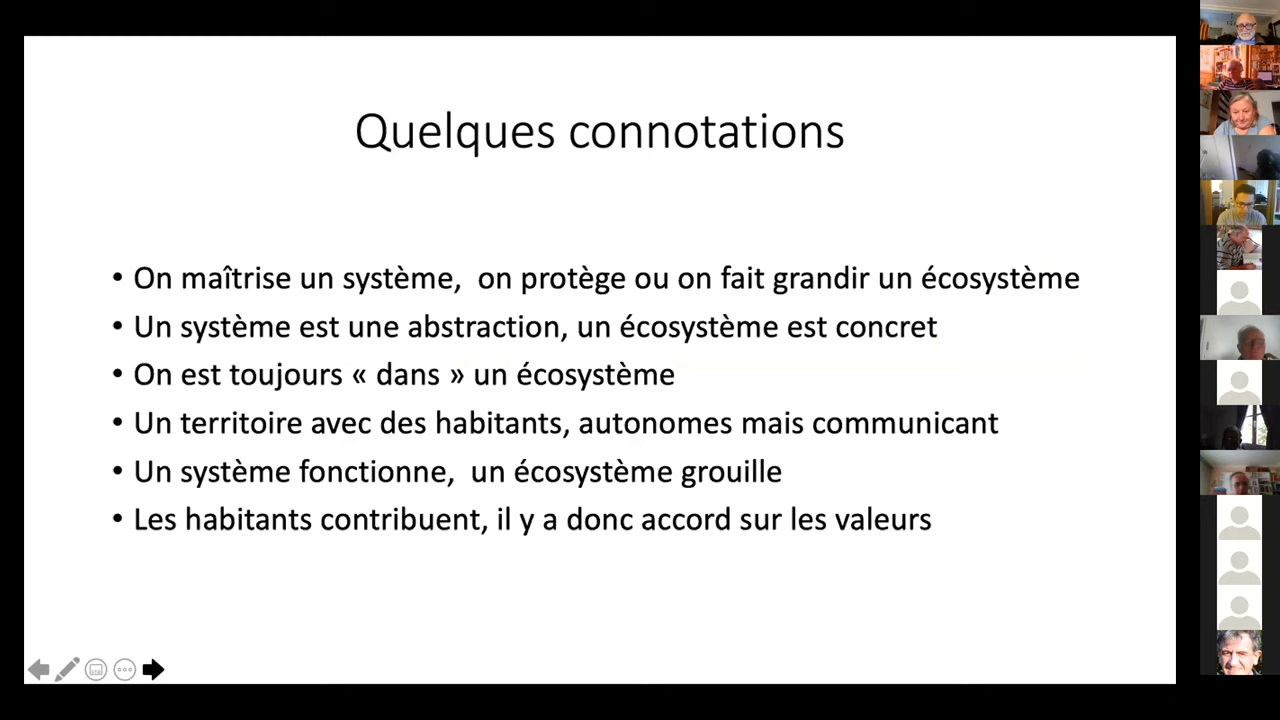 Quelques connotations
• On maîtrise un système,  on protège ou on fait grandir un écosystème
• Un système est une abstraction, un écosystème est concret
• On est toujours « dans » un écosystème
• Un territoire avec des habitants, autonomes mais communicant
• Un système fonctionne,  un écosystème grouille
• Les habitants contribuent, il y a donc accord sur les valeurs